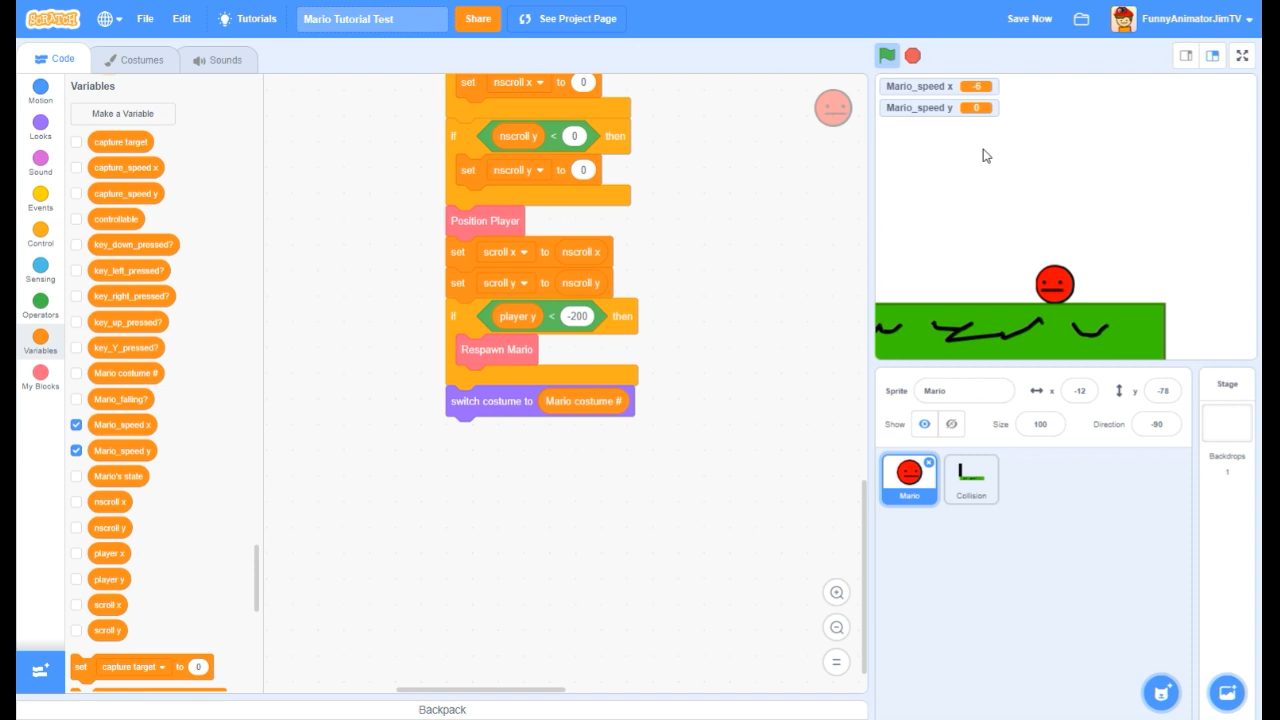 SCRATCH File Edit Tutorials Mario Tutorial Test Share See Project Page Save Now FunnyAnimatorJimTV
Code Costumes Sounds
Motion
Looks
Sound
Events
Control
Sensing
Operators
Variables
My Blocks
Variables
Make a Variable
capture target
capture_speed x
capture_speed y
controllable
key_down_pressed?
key_left_pressed?
key_right_pressed?
key_up_pressed?
key_Y_pressed?
Mario costume #
Mario_falling?
Mario_speed x
Mario_speed y
Mario's state
nscroll x
nscroll y
player x
player y
scroll x
scroll y
set capture target to 0
set nscroll x to 0
if nscroll y < 0 then
set nscroll y to 0
Position Player
set scroll x to nscroll x
set scroll y to nscroll y
if player y < -200 then
Respawn Mario
switch costume to Mario costume #
Backpack
Mario_speed x -6
Mario_speed y 0
Sprite Mario x -12 y -78
Show Size 100 Direction -90
Mario
Collision
Stage
Backdrops
1